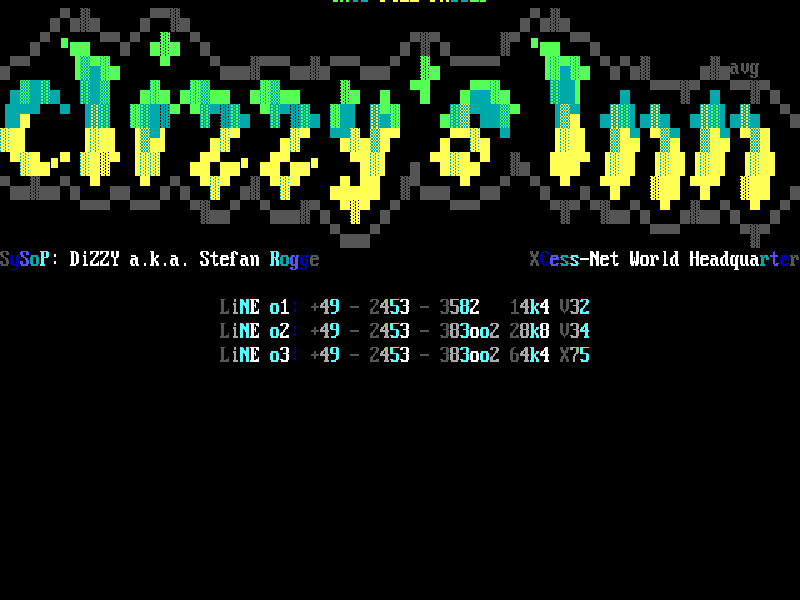 dizzy's Inn
avg
SySoP: DiZZY a.k.a. Stefan Rogge
XCess-Net World Headquarter
LiNE o1: +49 - 2453 - 3582 14k4 V32
LiNE o2: +49 - 2453 - 383oo2 28k8 V34
LiNE o3: +49 - 2453 - 383oo2 64k4 X75